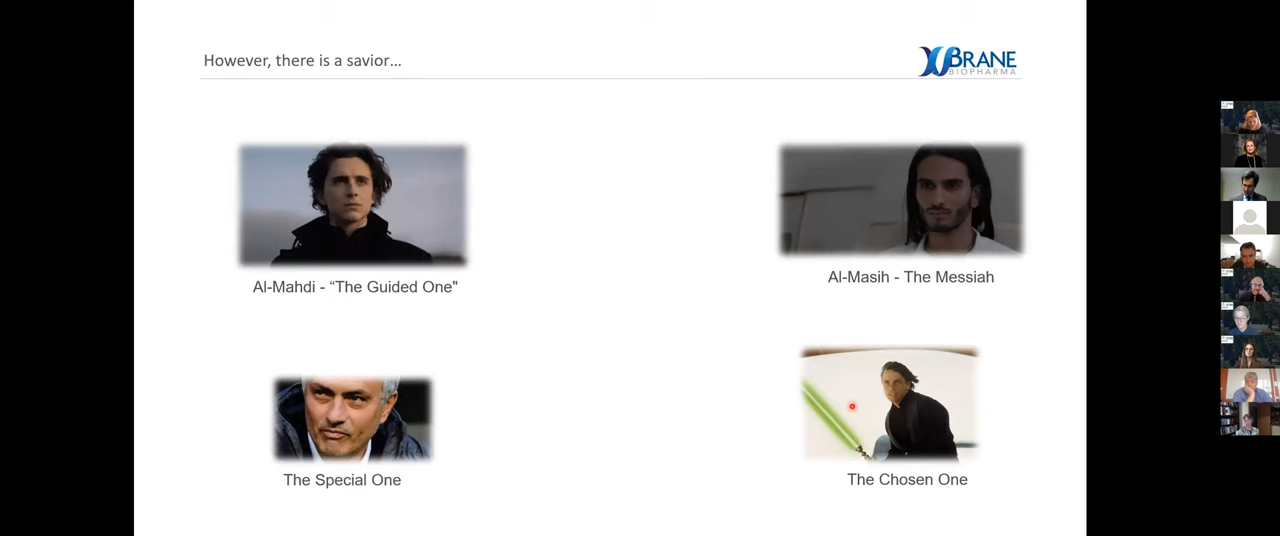 However, there is a savior...
XBRANE
BIOPHARMA
Al-Mahdi - “The Guided One"
Al-Masih - The Messiah
The Special One
The Chosen One